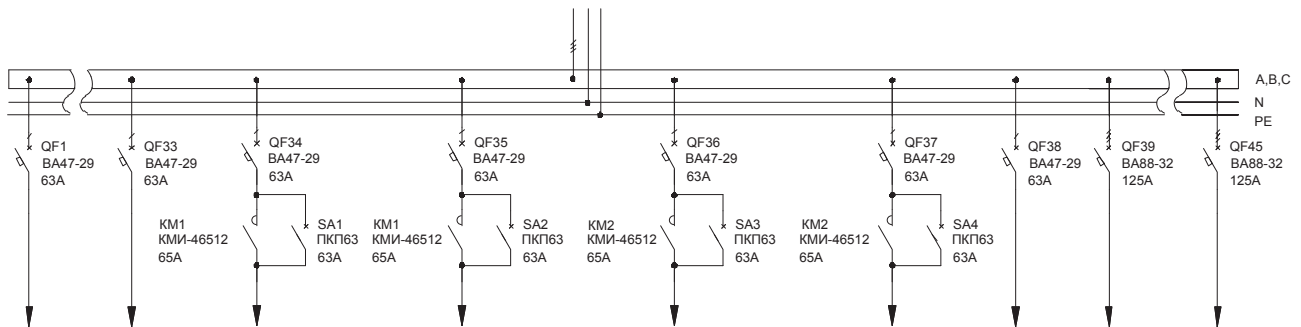 A,B,C
N
PE
QF1
ВА47-29
63А
QF33
ВА47-29
63А
QF34
ВА47-29
63А
QF35
ВА47-29
63А
QF36
ВА47-29
63А
QF37
ВА47-29
63А
QF38
ВА47-29
63А
QF39
ВА88-32
125А
QF45
ВА88-32
125А
КМ1
КМИ-46512
65А
SA1
ПКП63
63А
КМ1
КМИ-46512
65А
SA2
ПКП63
63А
КМ2
КМИ-46512
65А
SA3
ПКП63
63А
КМ2
КМИ-46512
65А
SA4
ПКП63
63А